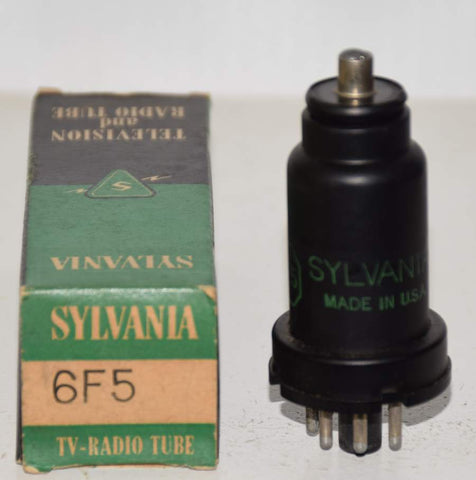 TELEVISION
and
RADIO TUBE
S
SYLVANIA
SYLVANIA
6F5
TV-RADIO TUBE
S
SYLVANIA
MADE IN U.S.A.